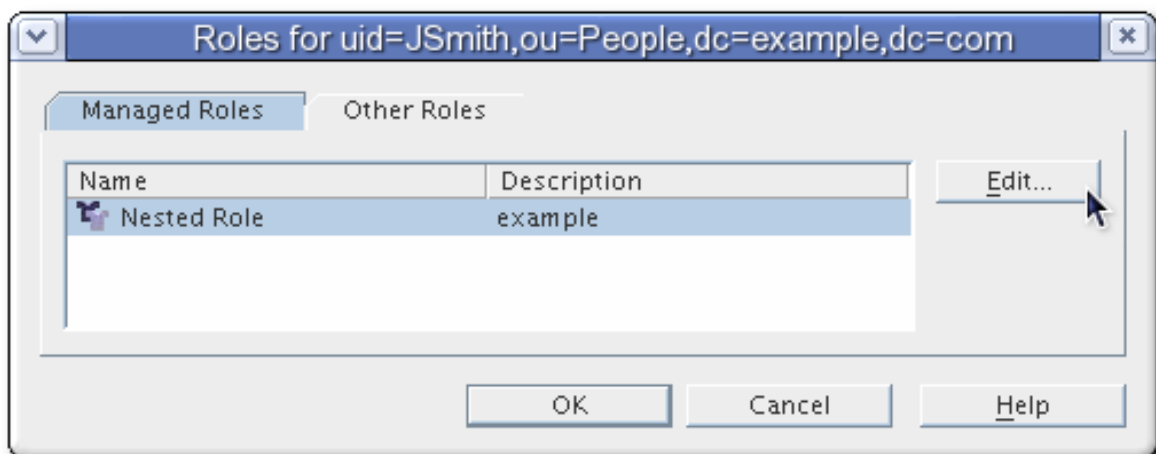 Roles for uid=JSmith,ou=People,dc=example,dc=com
Managed Roles Other Roles
Name Description Edit...
Nested Role example
OK Cancel Help